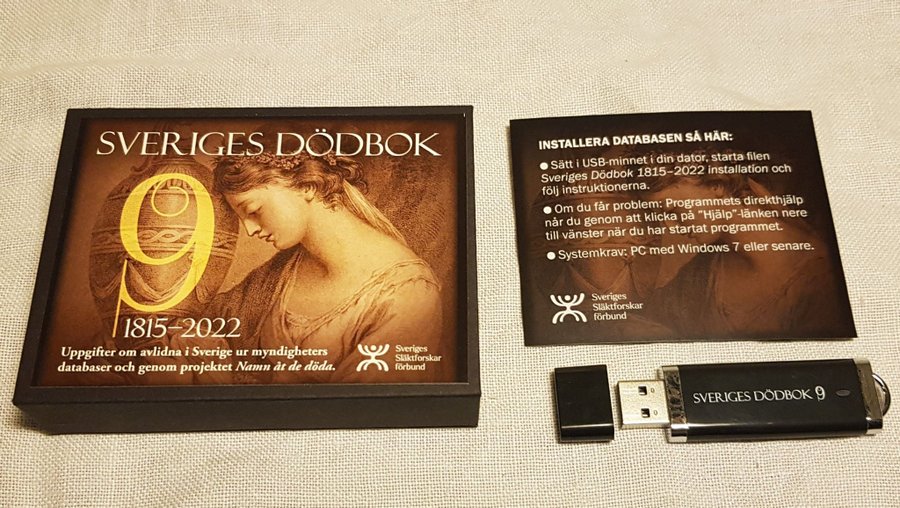 SVERIGES DÖDBOK
9
1815–2022
Uppgifter om avlidna i Sverige ur myndigheters
databaser och genom projektet Namn åt de döda.
Sveriges
Släktforskar
förbund
INSTALLERA DATABASEN SÅ HÄR:
● Sätt i USB-minnet i din dator, starta filen
Sveriges Dödbok 1815–2022 installation och
följ instruktionerna.
● Om du får problem: Programmets direkthjälp
når du genom att klicka på "Hjälp"-länken nere
till vänster när du har startat programmet.
● Systemkrav: PC med Windows 7 eller senare.
Sveriges
Släktforskar
förbund
SVERIGES DÖDBOK 9